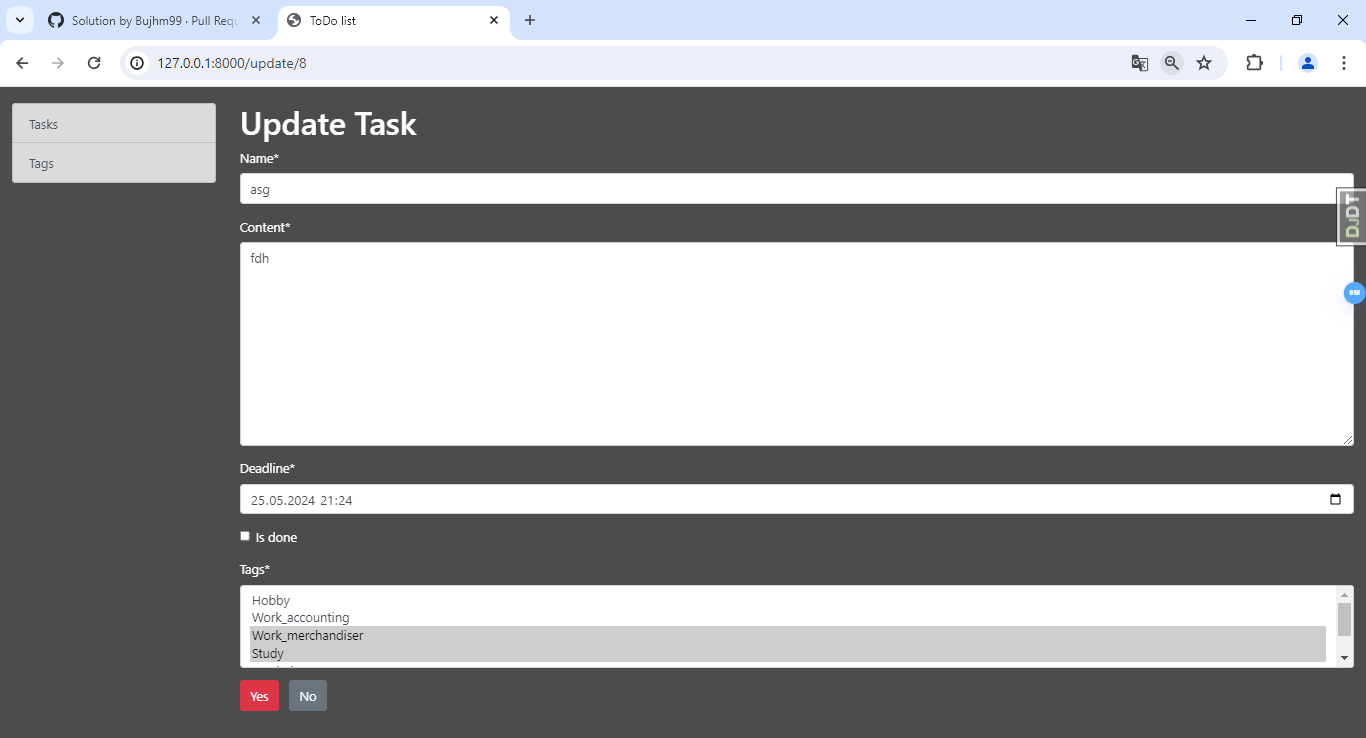 Solution by Bujhm99 · Pull Requ
ToDo list
127.0.0.1:8000/update/8
Tasks
Tags
Update Task
Name*
asg
Content*
fdh
Deadline*
25.05.2024 21:24
Is done
Tags*
Hobby
Work_accounting
Work_merchandiser
Study
Yes
No
DJDT
9M